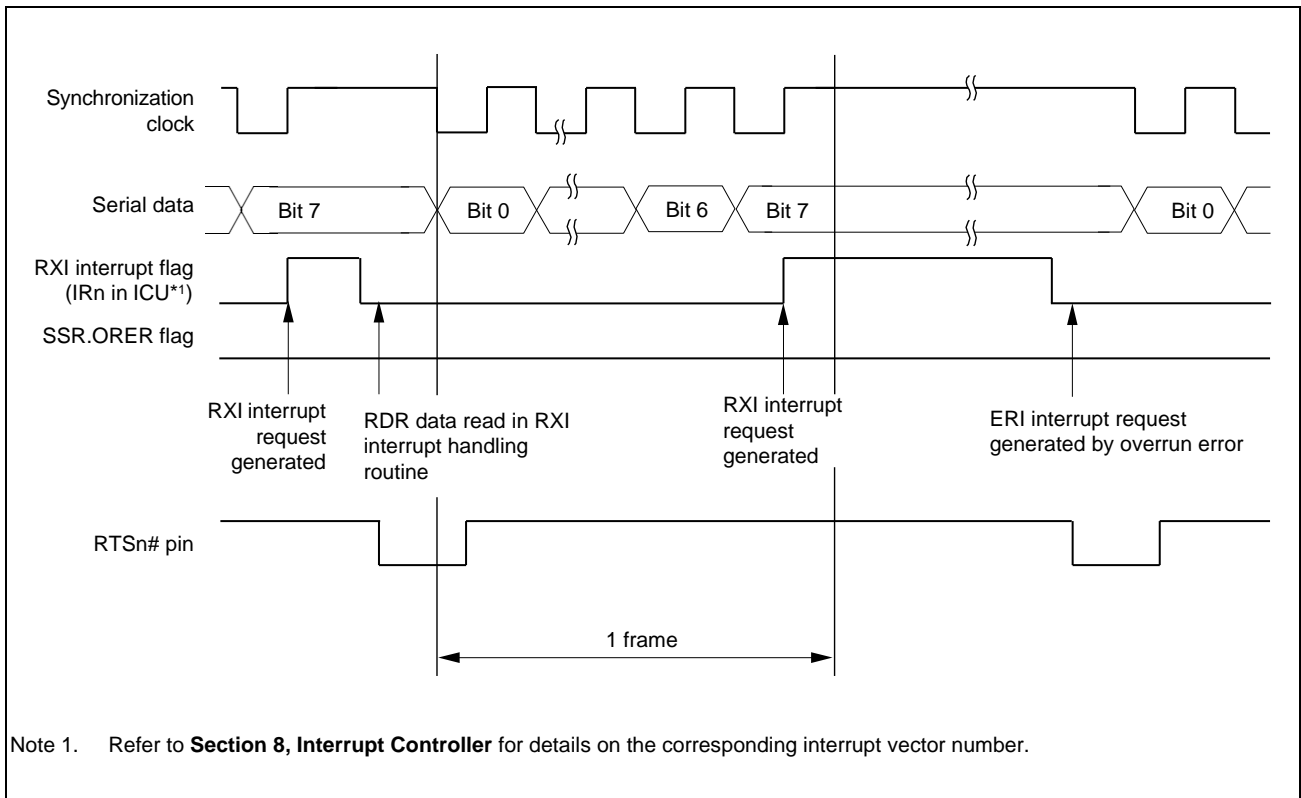 Synchronization
clock
Serial data
Bit 7
Bit 0
Bit 6
Bit 7
Bit 0
RXI interrupt flag
(IRn in ICU*1)
SSR.ORER flag
RXI interrupt
request
generated
RDR data read in RXI
interrupt handling
routine
RXI interrupt
request
generated
ERI interrupt request
generated by overrun error
RTSn# pin
1 frame
Note 1. Refer to Section 8, Interrupt Controller for details on the corresponding interrupt vector number.